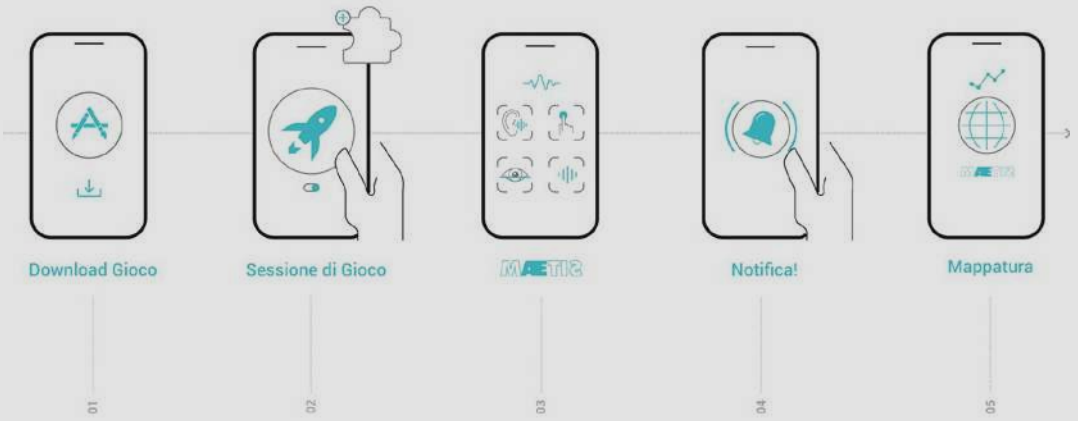 MAETIS
Download Gioco
Sessione di Gioco
MAETIS
Notifica!
Mappatura
01
02
03
04
05